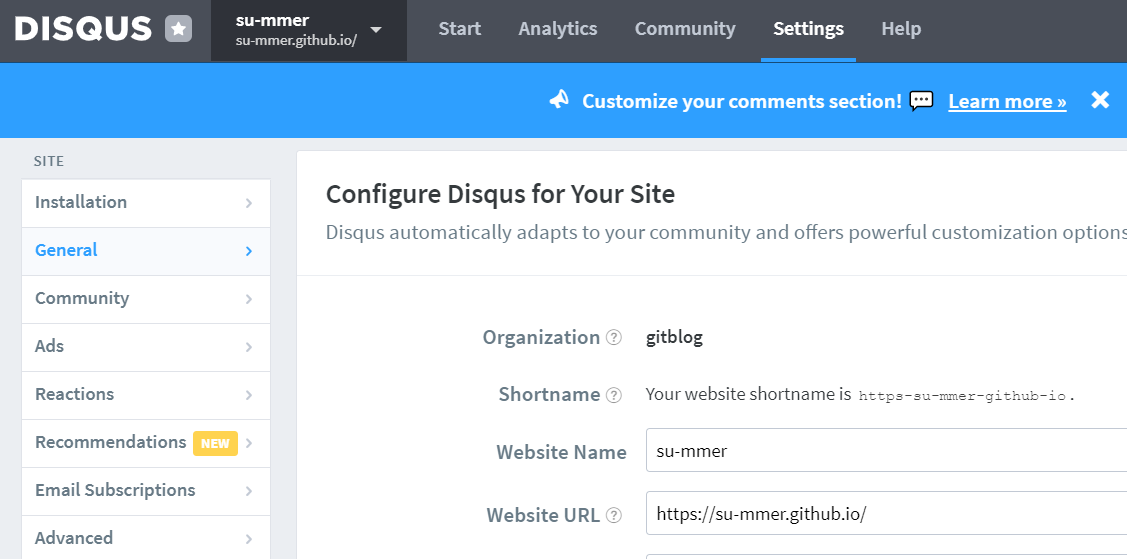 DISQUS
su-mmer
su-mmer.github.io/
Start Analytics Community Settings Help
Customize your comments section! Learn more »
SITE
Installation
General
Community
Ads
Reactions
Recommendations NEW
Email Subscriptions
Advanced
Configure Disqus for Your Site
Disqus automatically adapts to your community and offers powerful customization options
Organization ? gitblog
Shortname ? Your website shortname is https-su-mmer-github-io.
Website Name su-mmer
Website URL ? https://su-mmer.github.io/